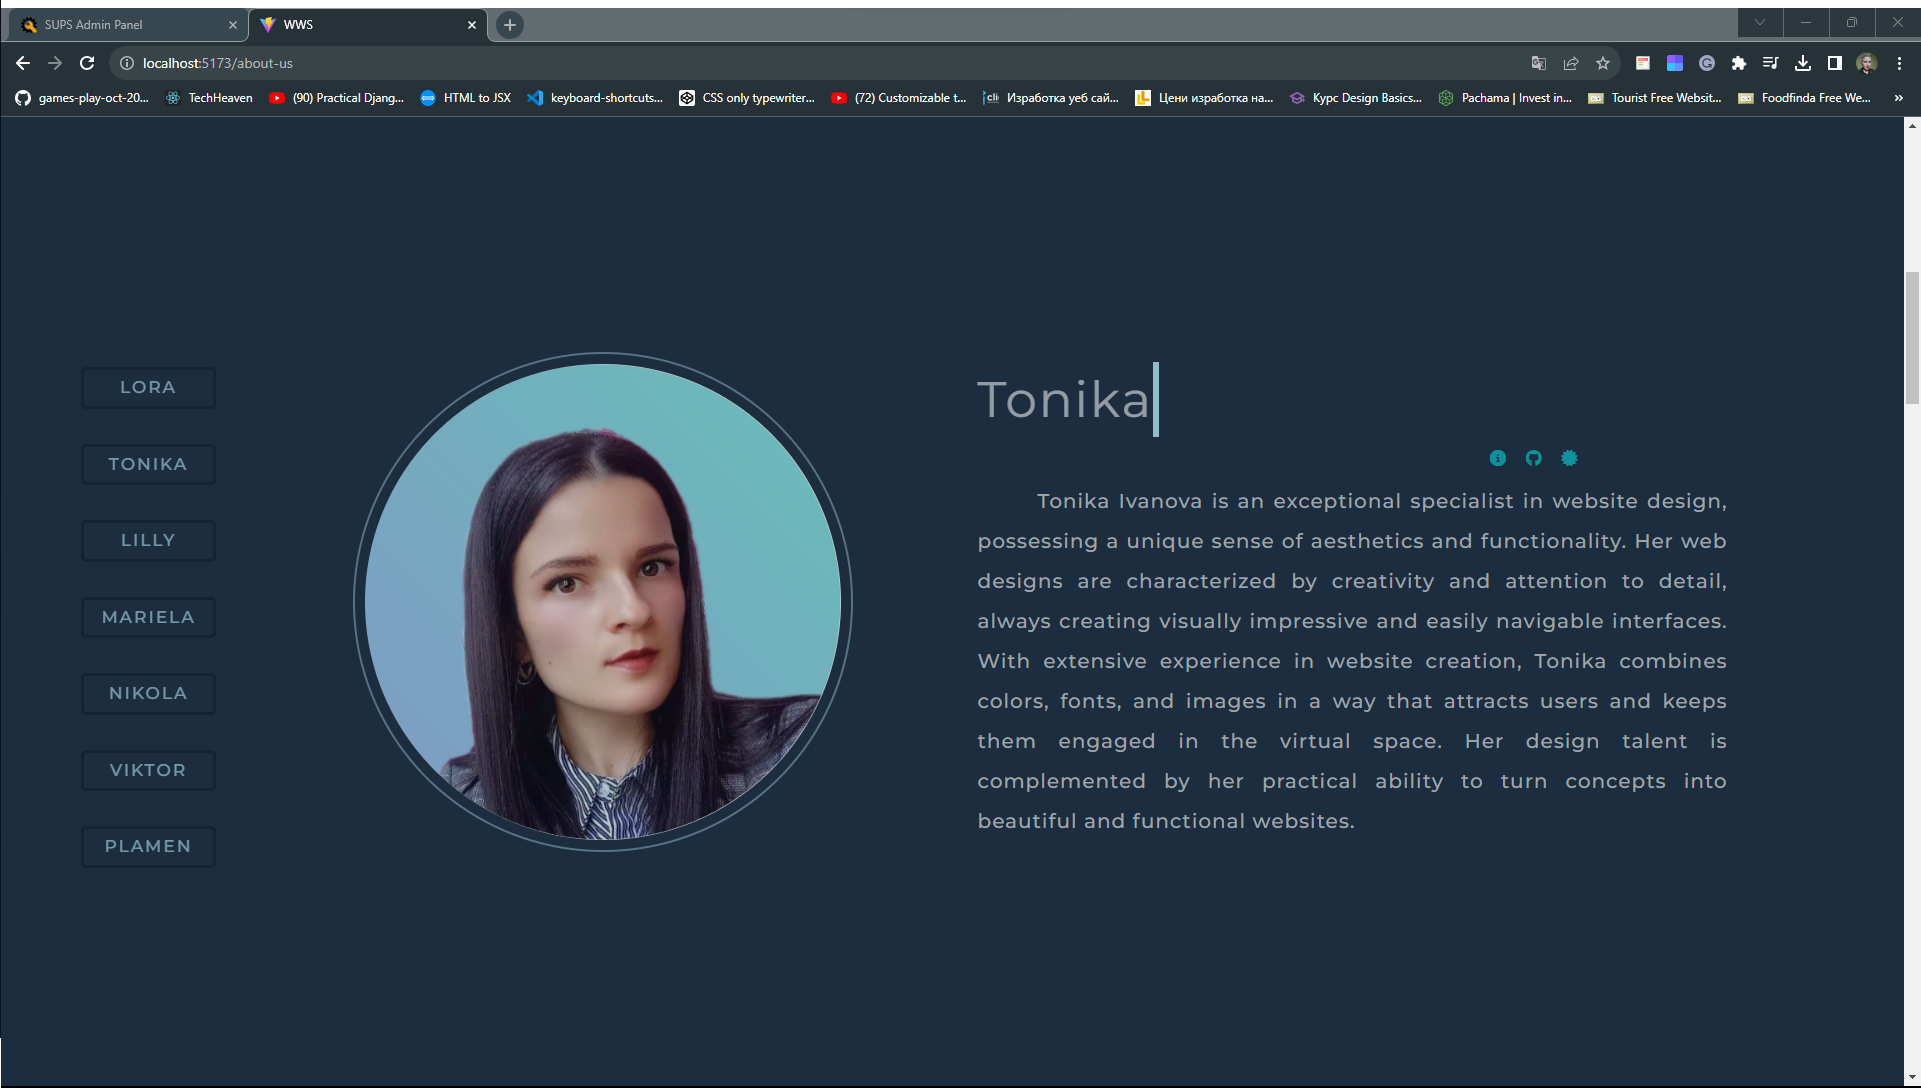 SUPS Admin Panel
WWS
localhost:5173/about-us
games-play-oct-20... TechHeaven (90) Practical Djang... HTML to JSX keyboard-shortcuts... CSS only typewriter... (72) Customizable t... Изработка уеб сай... Цени изработка на... Курс Design Basics... Pachama | Invest in... Tourist Free Websit... Foodfinda Free We... »
LORA
TONIKA
LILLY
MARIELA
NIKOLA
VIKTOR
PLAMEN
Tonika
Tonika Ivanova is an exceptional specialist in website design,
possessing a unique sense of aesthetics and functionality. Her web
designs are characterized by creativity and attention to detail,
always creating visually impressive and easily navigable interfaces.
With extensive experience in website creation, Tonika combines
colors, fonts, and images in a way that attracts users and keeps
them engaged in the virtual space. Her design talent is
complemented by her practical ability to turn concepts into
beautiful and functional websites.